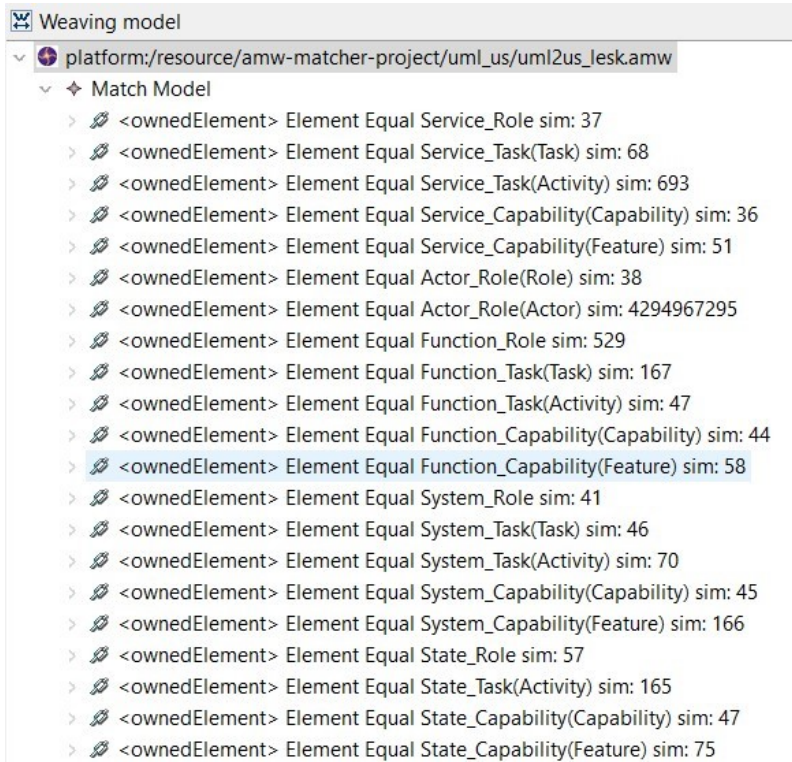 Weaving model
platform:/resource/amw-matcher-project/uml_us/uml2us_lesk.amw
Match Model
<ownedElement> Element Equal Service_Role sim: 37
<ownedElement> Element Equal Service_Task(Task) sim: 68
<ownedElement> Element Equal Service_Task(Activity) sim: 693
<ownedElement> Element Equal Service_Capability(Capability) sim: 36
<ownedElement> Element Equal Service_Capability(Feature) sim: 51
<ownedElement> Element Equal Actor_Role(Role) sim: 38
<ownedElement> Element Equal Actor_Role(Actor) sim: 4294967295
<ownedElement> Element Equal Function_Role sim: 529
<ownedElement> Element Equal Function_Task(Task) sim: 167
<ownedElement> Element Equal Function_Task(Activity) sim: 47
<ownedElement> Element Equal Function_Capability(Capability) sim: 44
<ownedElement> Element Equal Function_Capability(Feature) sim: 58
<ownedElement> Element Equal System_Role sim: 41
<ownedElement> Element Equal System_Task(Task) sim: 46
<ownedElement> Element Equal System_Task(Activity) sim: 70
<ownedElement> Element Equal System_Capability(Capability) sim: 45
<ownedElement> Element Equal System_Capability(Feature) sim: 166
<ownedElement> Element Equal State_Role sim: 57
<ownedElement> Element Equal State_Task(Activity) sim: 165
<ownedElement> Element Equal State_Capability(Capability) sim: 47
<ownedElement> Element Equal State_Capability(Feature) sim: 75